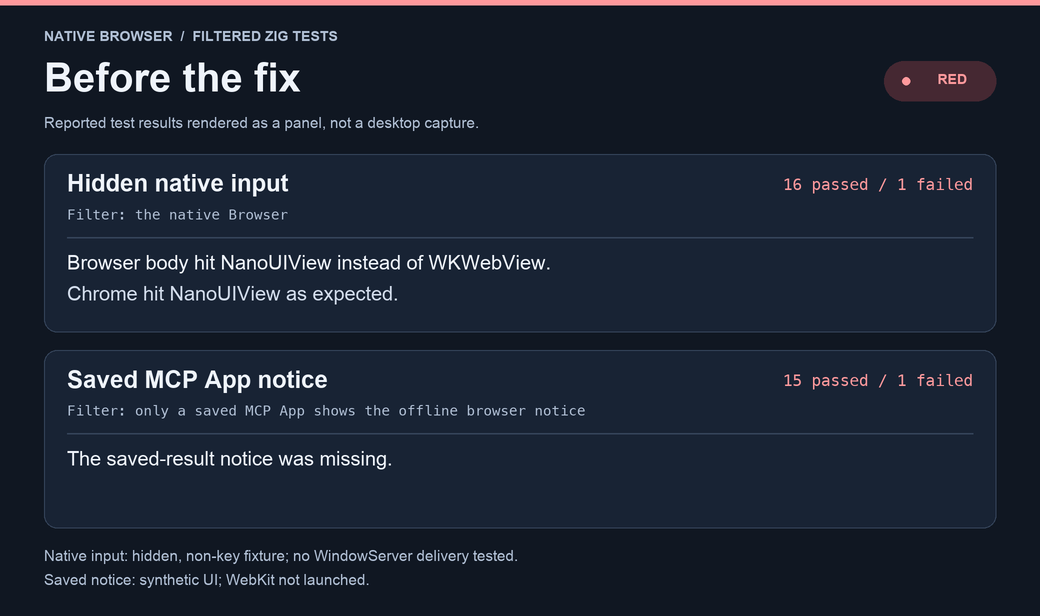 NATIVE BROWSER / FILTERED ZIG TESTS
Before the fix
RED
Reported test results rendered as a panel, not a desktop capture.
Hidden native input
16 passed / 1 failed
Filter: the native Browser
Browser body hit NanoUIView instead of WKWebView.
Chrome hit NanoUIView as expected.
Saved MCP App notice
15 passed / 1 failed
Filter: only a saved MCP App shows the offline browser notice
The saved-result notice was missing.
Native input: hidden, non-key fixture; no WindowServer delivery tested.
Saved notice: synthetic UI; WebKit not launched.